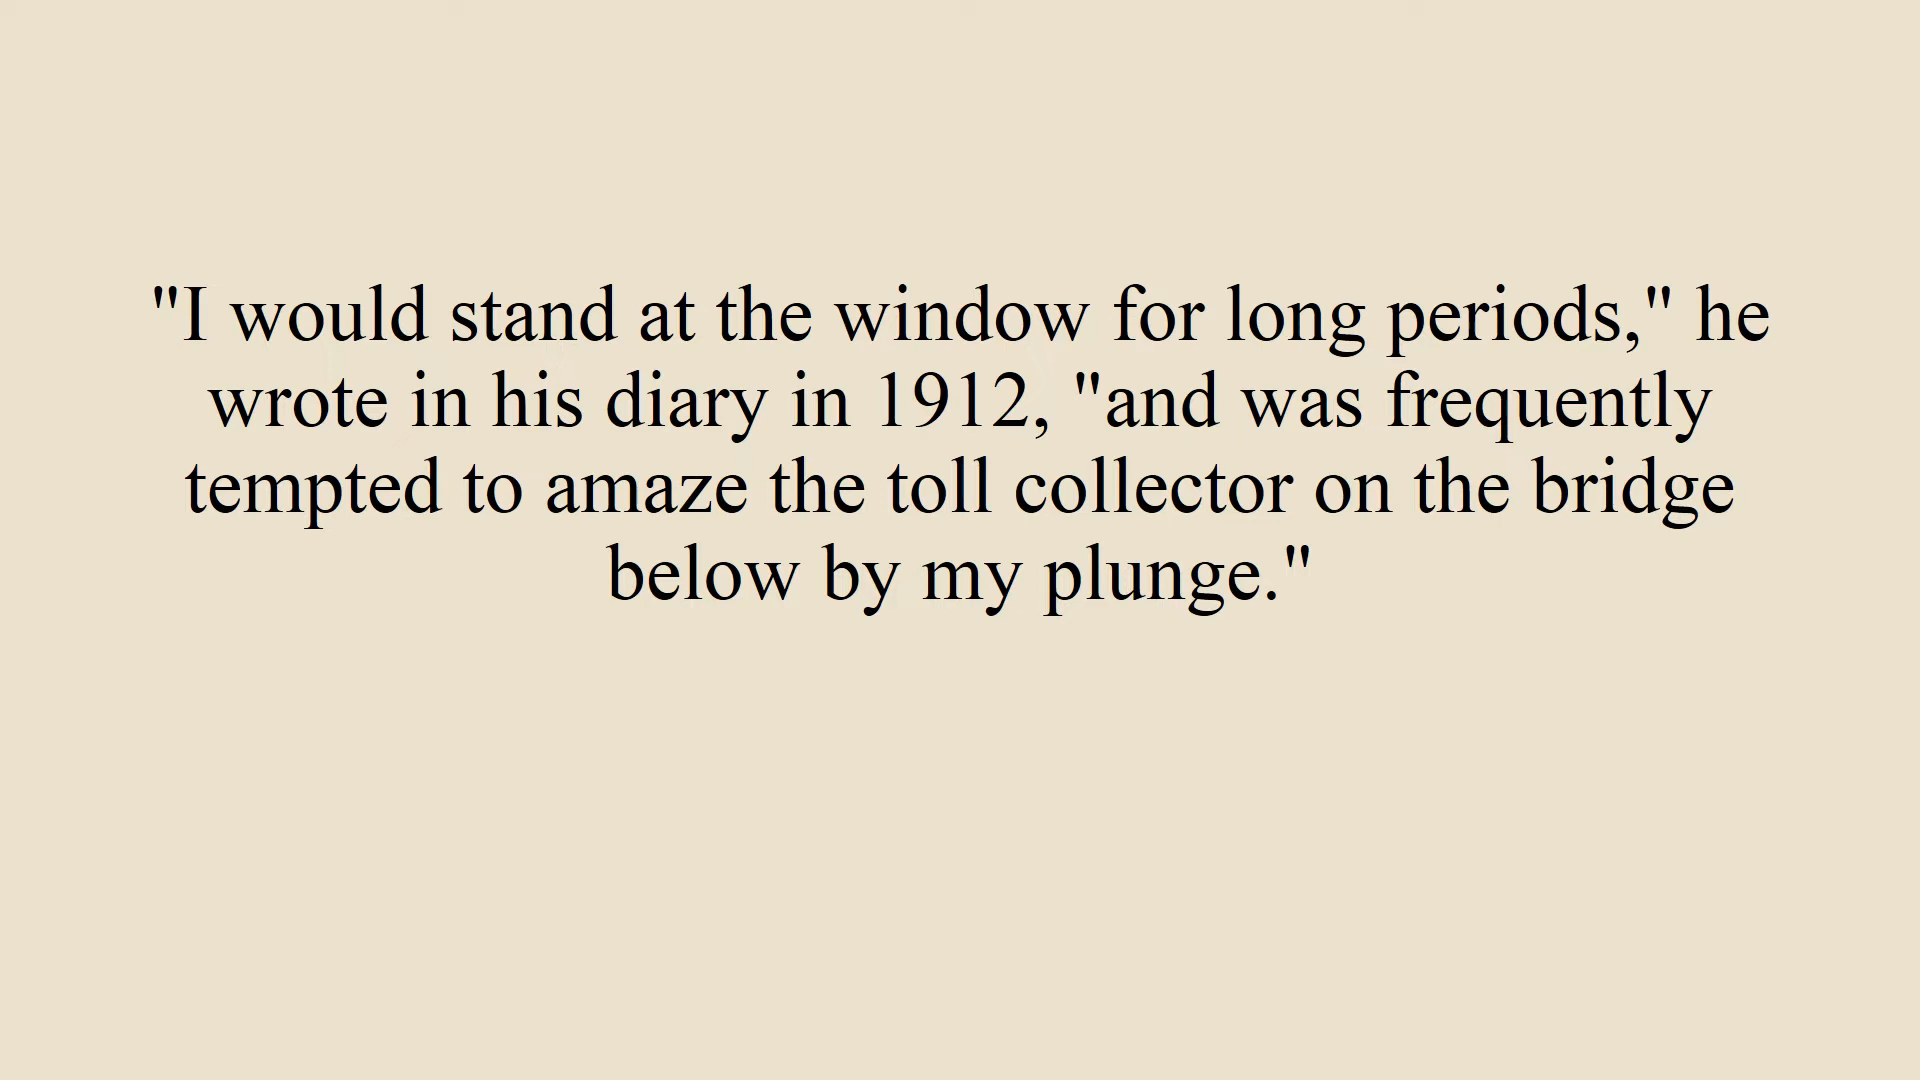 "I would stand at the window for long periods," he
wrote in his diary in 1912, "and was frequently
tempted to amaze the toll collector on the bridge
below by my plunge."